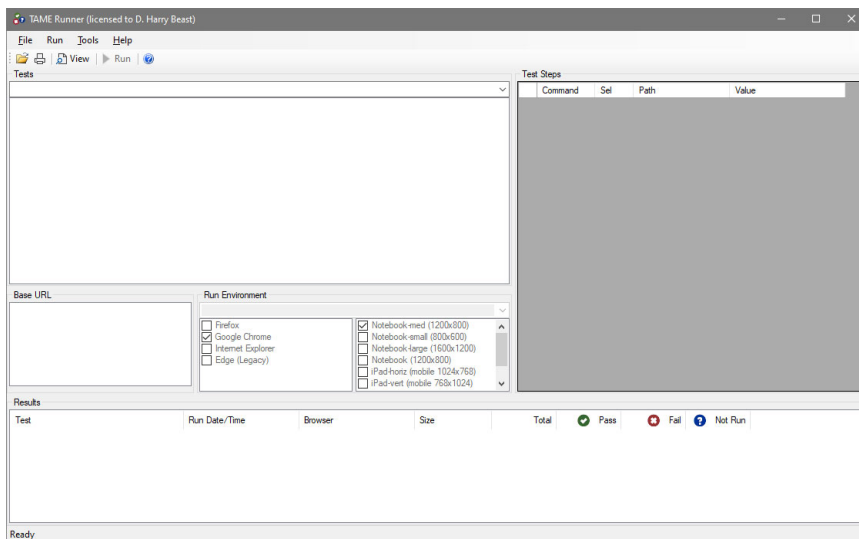 TAME Runner (licensed to D. Harry Beast)
File Run Tools Help
View Run
Tests
Test Steps
Command Sel Path Value
Base URL
Run Environment
Firefox
Google Chrome
Internet Explorer
Edge (Legacy)
Notebook-med (1200x800)
Notebook-small (800x600)
Notebook-large (1600x1200)
Notebook (1200x800)
iPad-horiz (mobile 1024x768)
iPad-vert (mobile 768x1024)
Results
Test Run Date/Time Browser Size Total Pass Fail Not Run
Ready